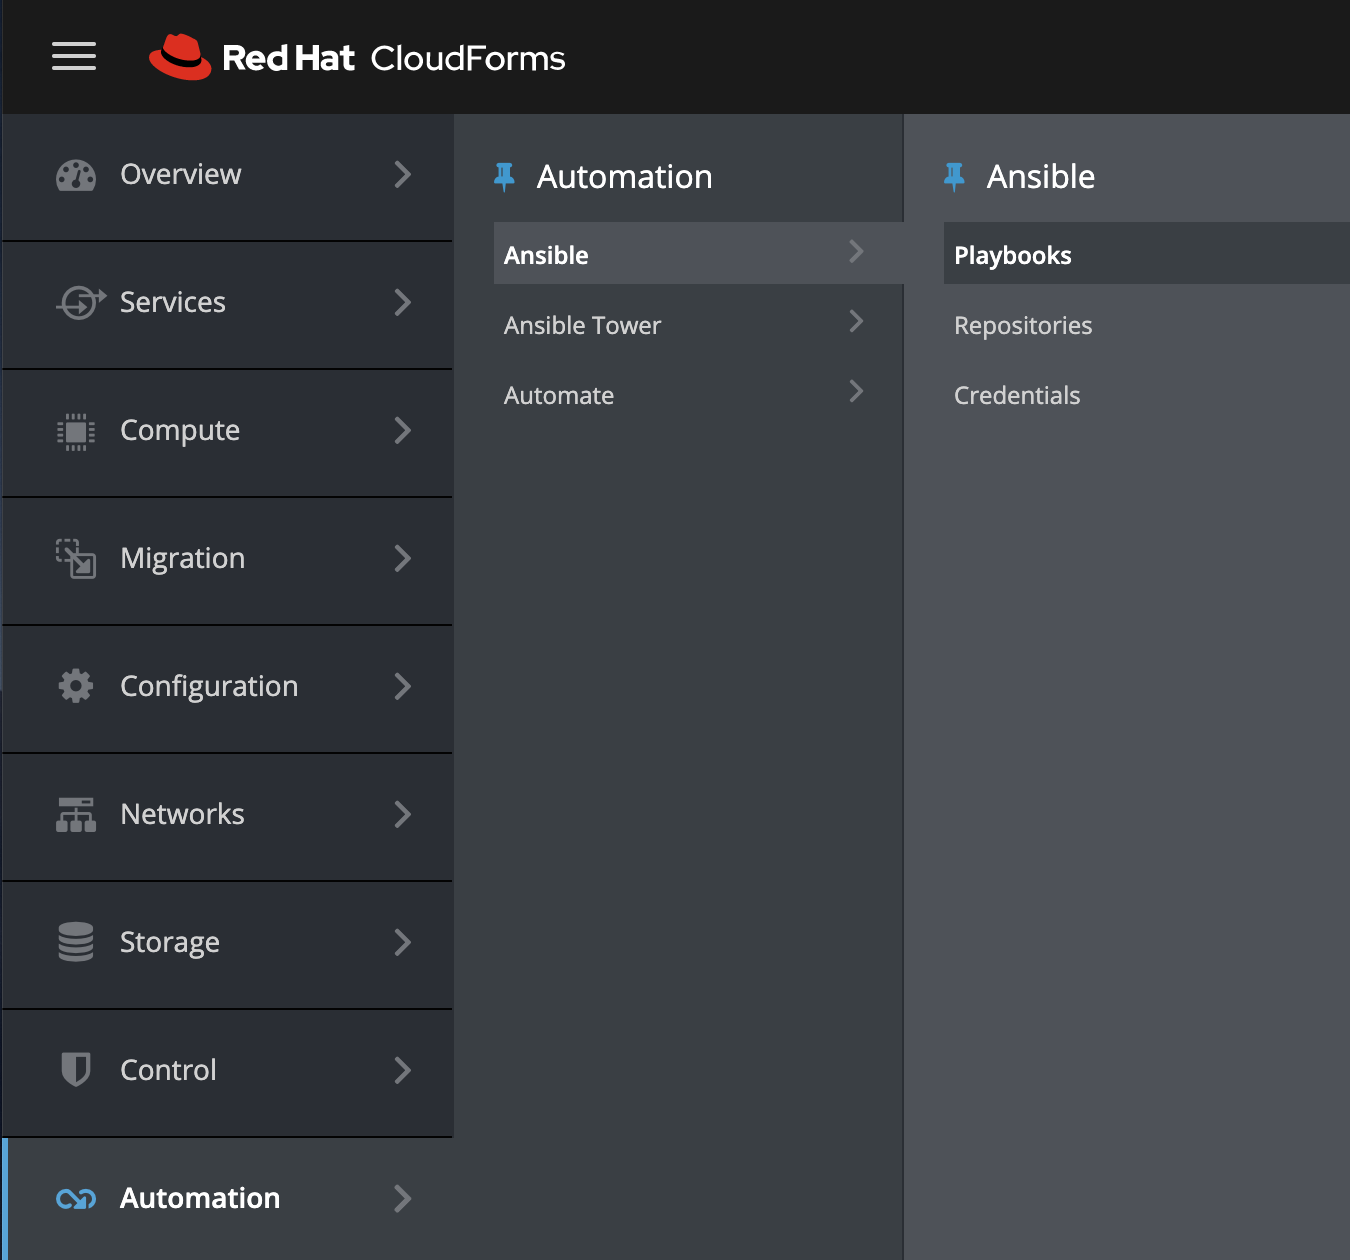 Red Hat CloudForms
Overview
Services
Compute
Migration
Configuration
Networks
Storage
Control
Automation
Automation
Ansible
Ansible Tower
Automate
Ansible
Playbooks
Repositories
Credentials